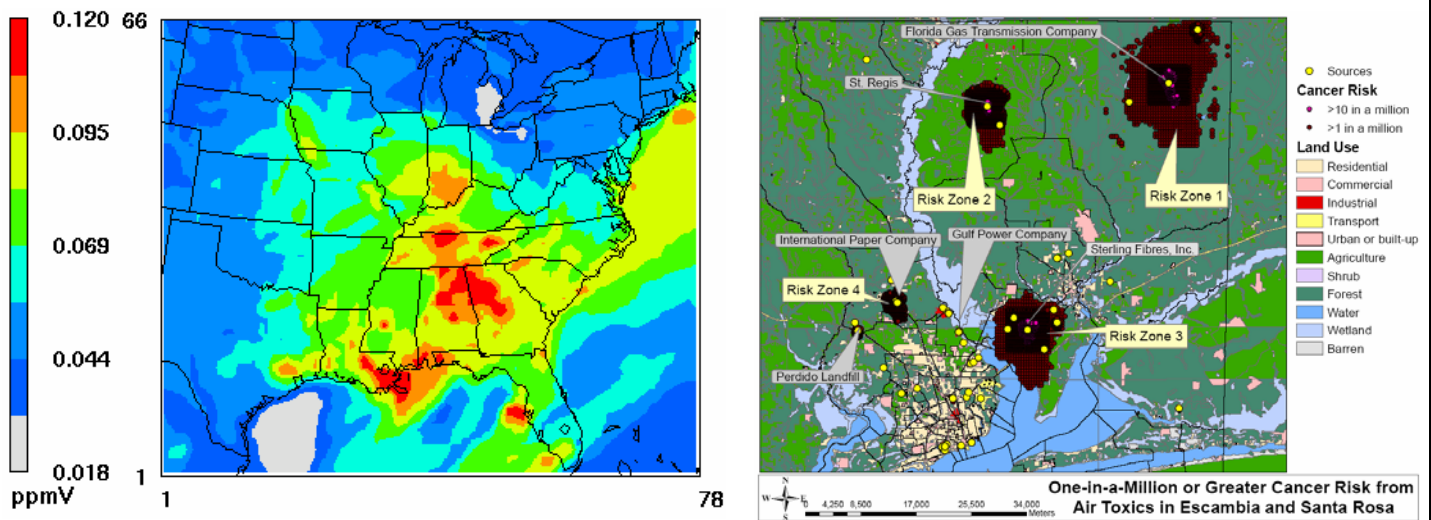 0.120
0.095
0.069
0.044
0.018
ppmV
66
1
1
78
Florida Gas Transmission Company
St. Regis
Risk Zone 2
Risk Zone 1
International Paper Company
Gulf Power Company
Sterling Fibres, Inc.
Risk Zone 4
Risk Zone 3
Perdido Landfill
Sources
Cancer Risk
>10 in a million
>1 in a million
Land Use
Residential
Commercial
Industrial
Transport
Urban or built-up
Agriculture
Shrub
Forest
Water
Wetland
Barren
N
W
E
S
0 4,250 8,500 17,000 25,500 34,000
Meters
One-in-a-Million or Greater Cancer Risk from
Air Toxics in Escambia and Santa Rosa